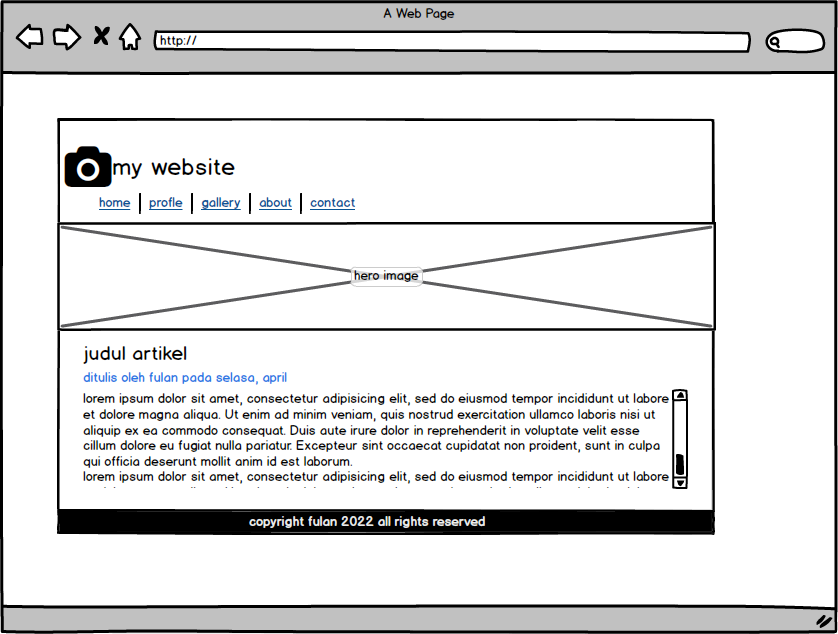 A Web Page
http://
my website
home profle gallery about contact
hero image
judul artikel
ditulis oleh fulan pada selasa, april
lorem ipsum dolor sit amet, consectetur adipisicing elit, sed do eiusmod tempor incididunt ut labore
et dolore magna aliqua. Ut enim ad minim veniam, quis nostrud exercitation ullamco laboris nisi ut
aliquip ex ea commodo consequat. Duis aute irure dolor in reprehenderit in voluptate velit esse
cillum dolore eu fugiat nulla pariatur. Excepteur sint occaecat cupidatat non proident, sunt in culpa
qui officia deserunt mollit anim id est laborum.
lorem ipsum dolor sit amet, consectetur adipisicing elit, sed do eiusmod tempor incididunt ut labore
copyright fulan 2022 all rights reserved